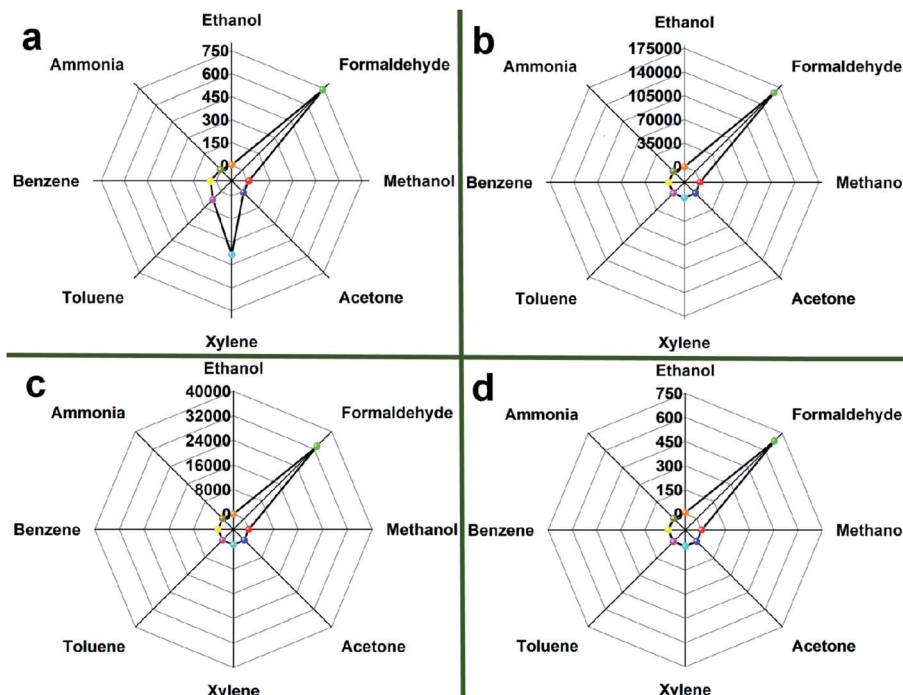 a
Ethanol
750
600
450
300
150
0
Formaldehyde
Methanol
Acetone
Xylene
Toluene
Benzene
Ammonia
b
Ethanol
175000
140000
105000
70000
35000
0
Formaldehyde
Methano
Acetone
Xylene
Toluene
Benzene
Ammonia
c
Ethanol
40000
32000
24000
16000
8000
0
Formaldehyde
Methanol
Acetone
Xylene
Toluene
Benzene
Ammonia
d
Ethanol
750
600
450
300
150
0
Formaldehyde
Methano
Acetone
Xylene
Toluene
Benzene
Ammonia